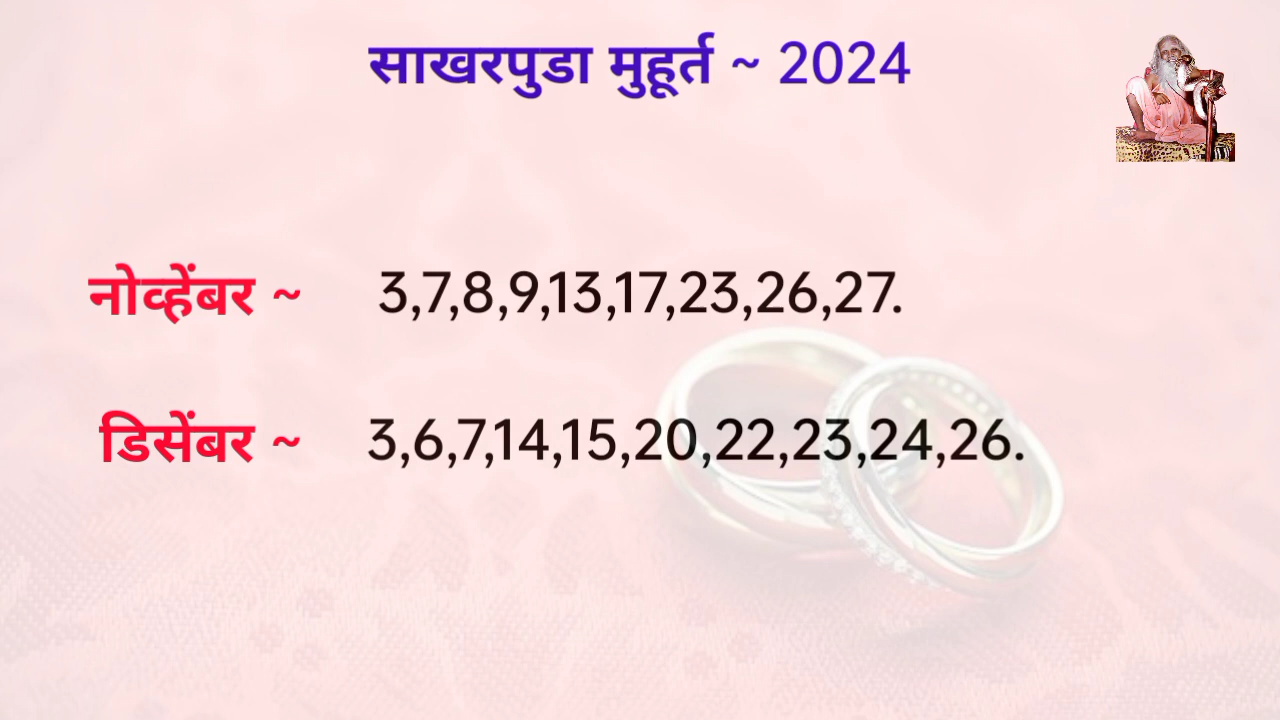 साखरपुडा मुहूर्त ~ 2024
नोव्हेंबर ~ 3,7,8,9,13,17,23,26,27.
डिसेंबर ~ 3,6,7,14,15,20,22,23,24,26.